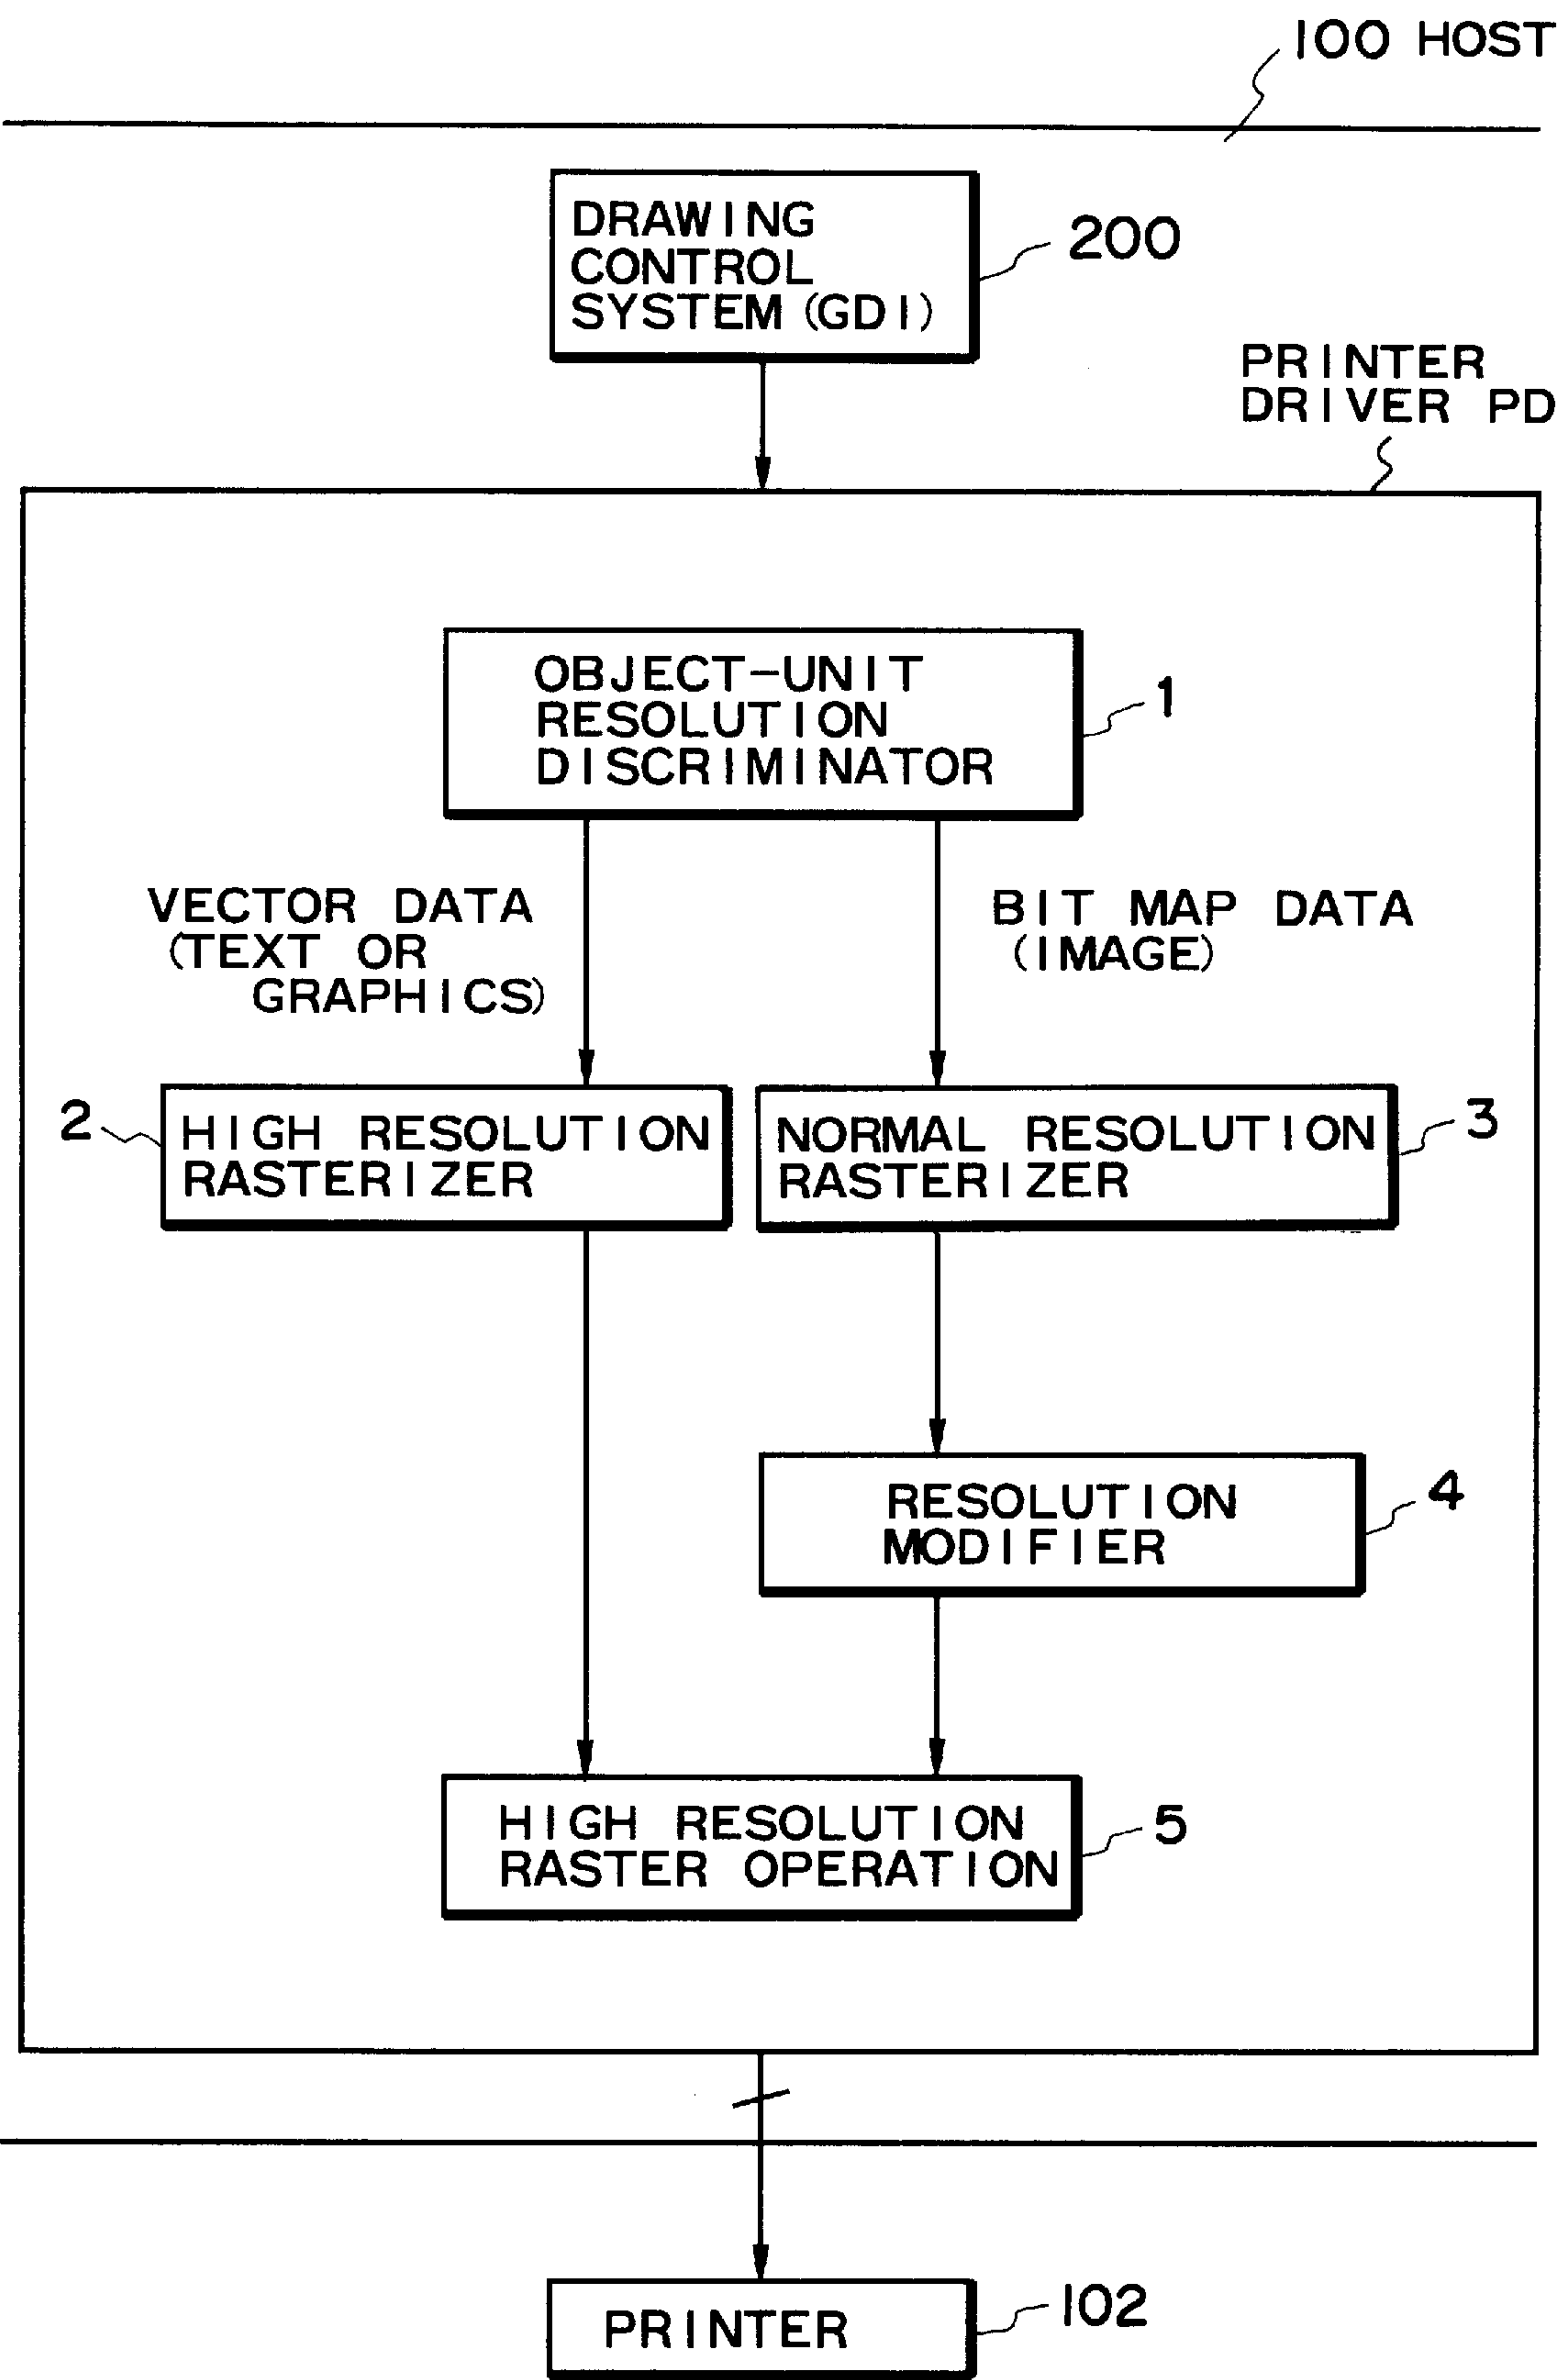 100 HOST
DRAWING
CONTROL
SYSTEM (GDI)
200
PRINTER
DRIVER PD
OBJECT-UNIT
RESOLUTION
DISCRIMINATOR
1
VECTOR DATA
(TEXT OR
GRAPHICS)
BIT MAP DATA
(IMAGE)
2
HIGH RESOLUTION
RASTERIZER
NORMAL RESOLUTION
RASTERIZER
3
RESOLUTION
MODIFIER
4
HIGH RESOLUTION
RASTER OPERATION
5
PRINTER
102